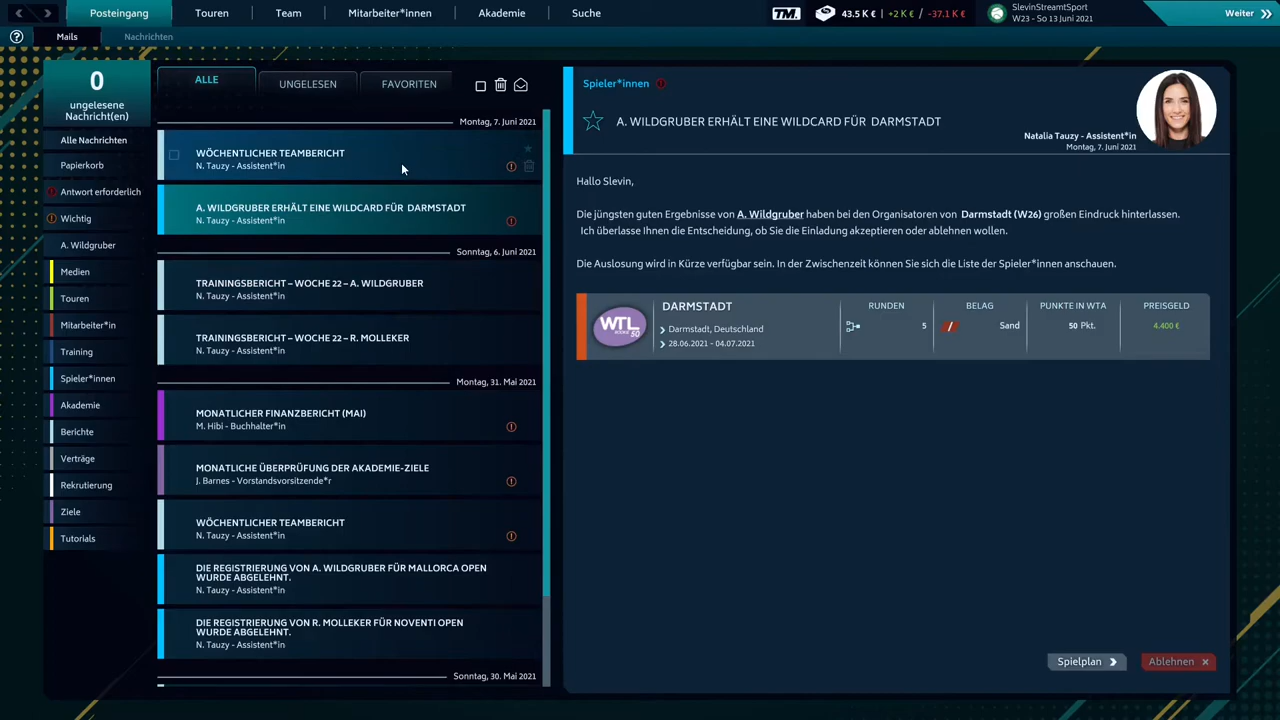 Posteingang
Touren
Team
Mitarbeiter*innen
Akademie
Suche
TM.
43.5 K € | +2 K € / -37.1 K €
SlevinStreamtSport
W23 - So 13 Juni 2021
Weiter
Mails
Nachrichten
0
ungelesene
Nachricht(en)
Alle Nachrichten
Papierkorb
Antwort erforderlich
Wichtig
A. Wildgruber
Medien
Touren
Mitarbeiter*in
Training
Spieler*innen
Akademie
Berichte
Verträge
Rekrutierung
Ziele
Tutorials
ALLE
UNGELESEN
FAVORITEN
Montag, 7. Juni 2021
WÖCHENTLICHER TEAMBERICHT
N. Tauzy - Assistent*in
A. WILDGRUBER ERHÄLT EINE WILDCARD FÜR DARMSTADT
N. Tauzy - Assistent*in
Sonntag, 6. Juni 2021
TRAININGSBERICHT – WOCHE 22 – A. WILDGRUBER
N. Tauzy - Assistent*in
TRAININGSBERICHT – WOCHE 22 – R. MOLLEKER
N. Tauzy - Assistent*in
Montag, 31. Mai 2021
MONATLICHER FINANZBERICHT (MAI)
M. Hibi - Buchhalter*in
MONATLICHE ÜBERPRÜFUNG DER AKADEMIE-ZIELE
J. Barnes - Vorstandsvorsitzende*r
WÖCHENTLICHER TEAMBERICHT
N. Tauzy - Assistent*in
DIE REGISTRIERUNG VON A. WILDGRUBER FÜR MALLORCA OPEN
WURDE ABGELEHNT.
N. Tauzy - Assistent*in
DIE REGISTRIERUNG VON R. MOLLEKER FÜR NOVENTI OPEN
WURDE ABGELEHNT.
N. Tauzy - Assistent*in
Sonntag, 30. Mai 2021
Spieler*innen
A. WILDGRUBER ERHÄLT EINE WILDCARD FÜR DARMSTADT
Natalia Tauzy - Assistent*in
Montag, 7. Juni 2021
Hallo Slevin,
Die jüngsten guten Ergebnisse von A. Wildgruber haben bei den Organisatoren von Darmstadt (W26) großen Eindruck hinterlassen.
Ich überlasse Ihnen die Entscheidung, ob Sie die Einladung akzeptieren oder ablehnen wollen.
Die Auslosung wird in Kürze verfügbar sein. In der Zwischenzeit können Sie sich die Liste der Spieler*innen anschauen.
WTL
50
DARMSTADT
Darmstadt, Deutschland
28.06.2021 - 04.07.2021
RUNDEN
5
BELAG
Sand
PUNKTE IN WTA
50 Pkt.
PREISGELD
4.400 €
Spielplan
Ablehnen